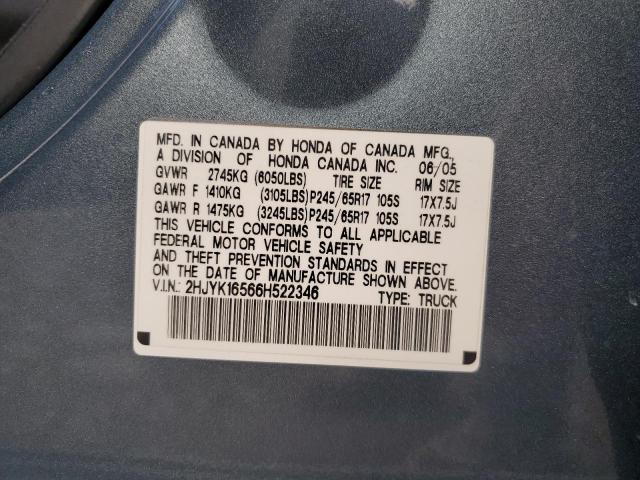 MFD. IN CANADA BY HONDA OF CANADA MFG.,
A DIVISION OF HONDA CANADA INC. 06/05
GVWR 2745KG (6050LBS) TIRE SIZE RIM SIZE
GAWR F 1410KG (3105LBS)P245/65R17 105S 17X7.5J
GAWR R 1475KG (3245LBS)P245/65R17 105S 17X7.5J
THIS VEHICLE CONFORMS TO ALL APPLICABLE
FEDERAL MOTOR VEHICLE SAFETY
AND THEFT PREVENTION STANDARDS IN EFFECT
ON THE DATE OF MANUFACTURE SHOWN ABOVE.
V.I.N.: 2HJYK16566H522346 TYPE: TRUCK